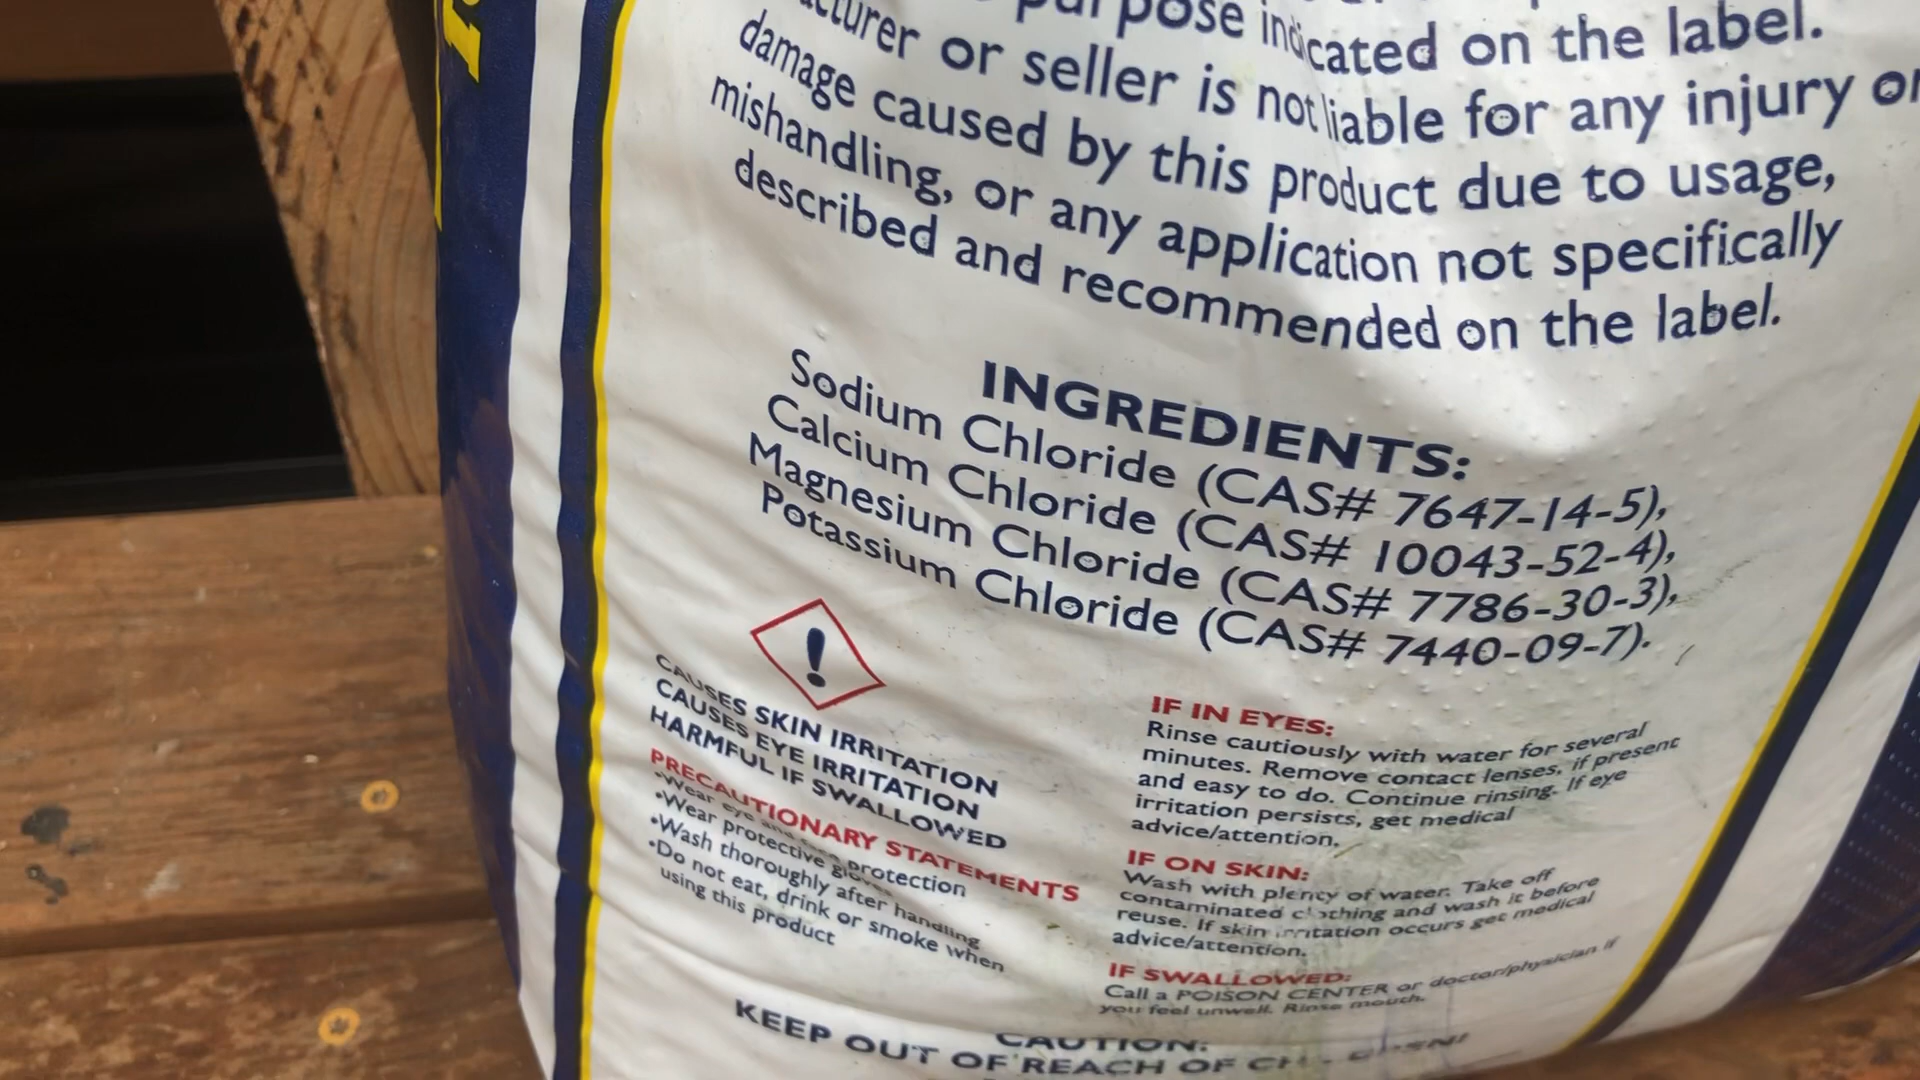 purpose indicated on the label.
seller is not liable for any injury or
damage caused by this product due to usage,
mishandling, or any application not specifically
described and recommended on the label.
INGREDIENTS:
Sodium Chloride (CAS# 7647-14-5),
Calcium Chloride (CAS# 10043-52-4),
Magnesium Chloride (CAS# 7786-30-3),
Potassium Chloride (CAS# 7440-09-7).
CAUSES SKIN IRRITATION
CAUSES EYE IRRITATION
HARMFUL IF SWALLOWED
PRECAUTIONARY STATEMENTS
•Wear eye and face protection
•Wear protective gloves
•Wash thoroughly after handling
•Do not eat, drink or smoke when
using this product
IF IN EYES:
Rinse cautiously with water for several
minutes. Remove contact lenses, if present
and easy to do. Continue rinsing. If eye
irritation persists, get medical
advice/attention.
IF ON SKIN:
Wash with plenty of water. Take off
contaminated clothing and wash it before
reuse. If skin irritation occurs get medical
advice/attention.
IF SWALLOWED:
Call a POISON CENTER or doctor/physician if
you feel unwell. Rinse mouth.
CAUTION:
KEEP OUT OF REACH OF CHILDREN!